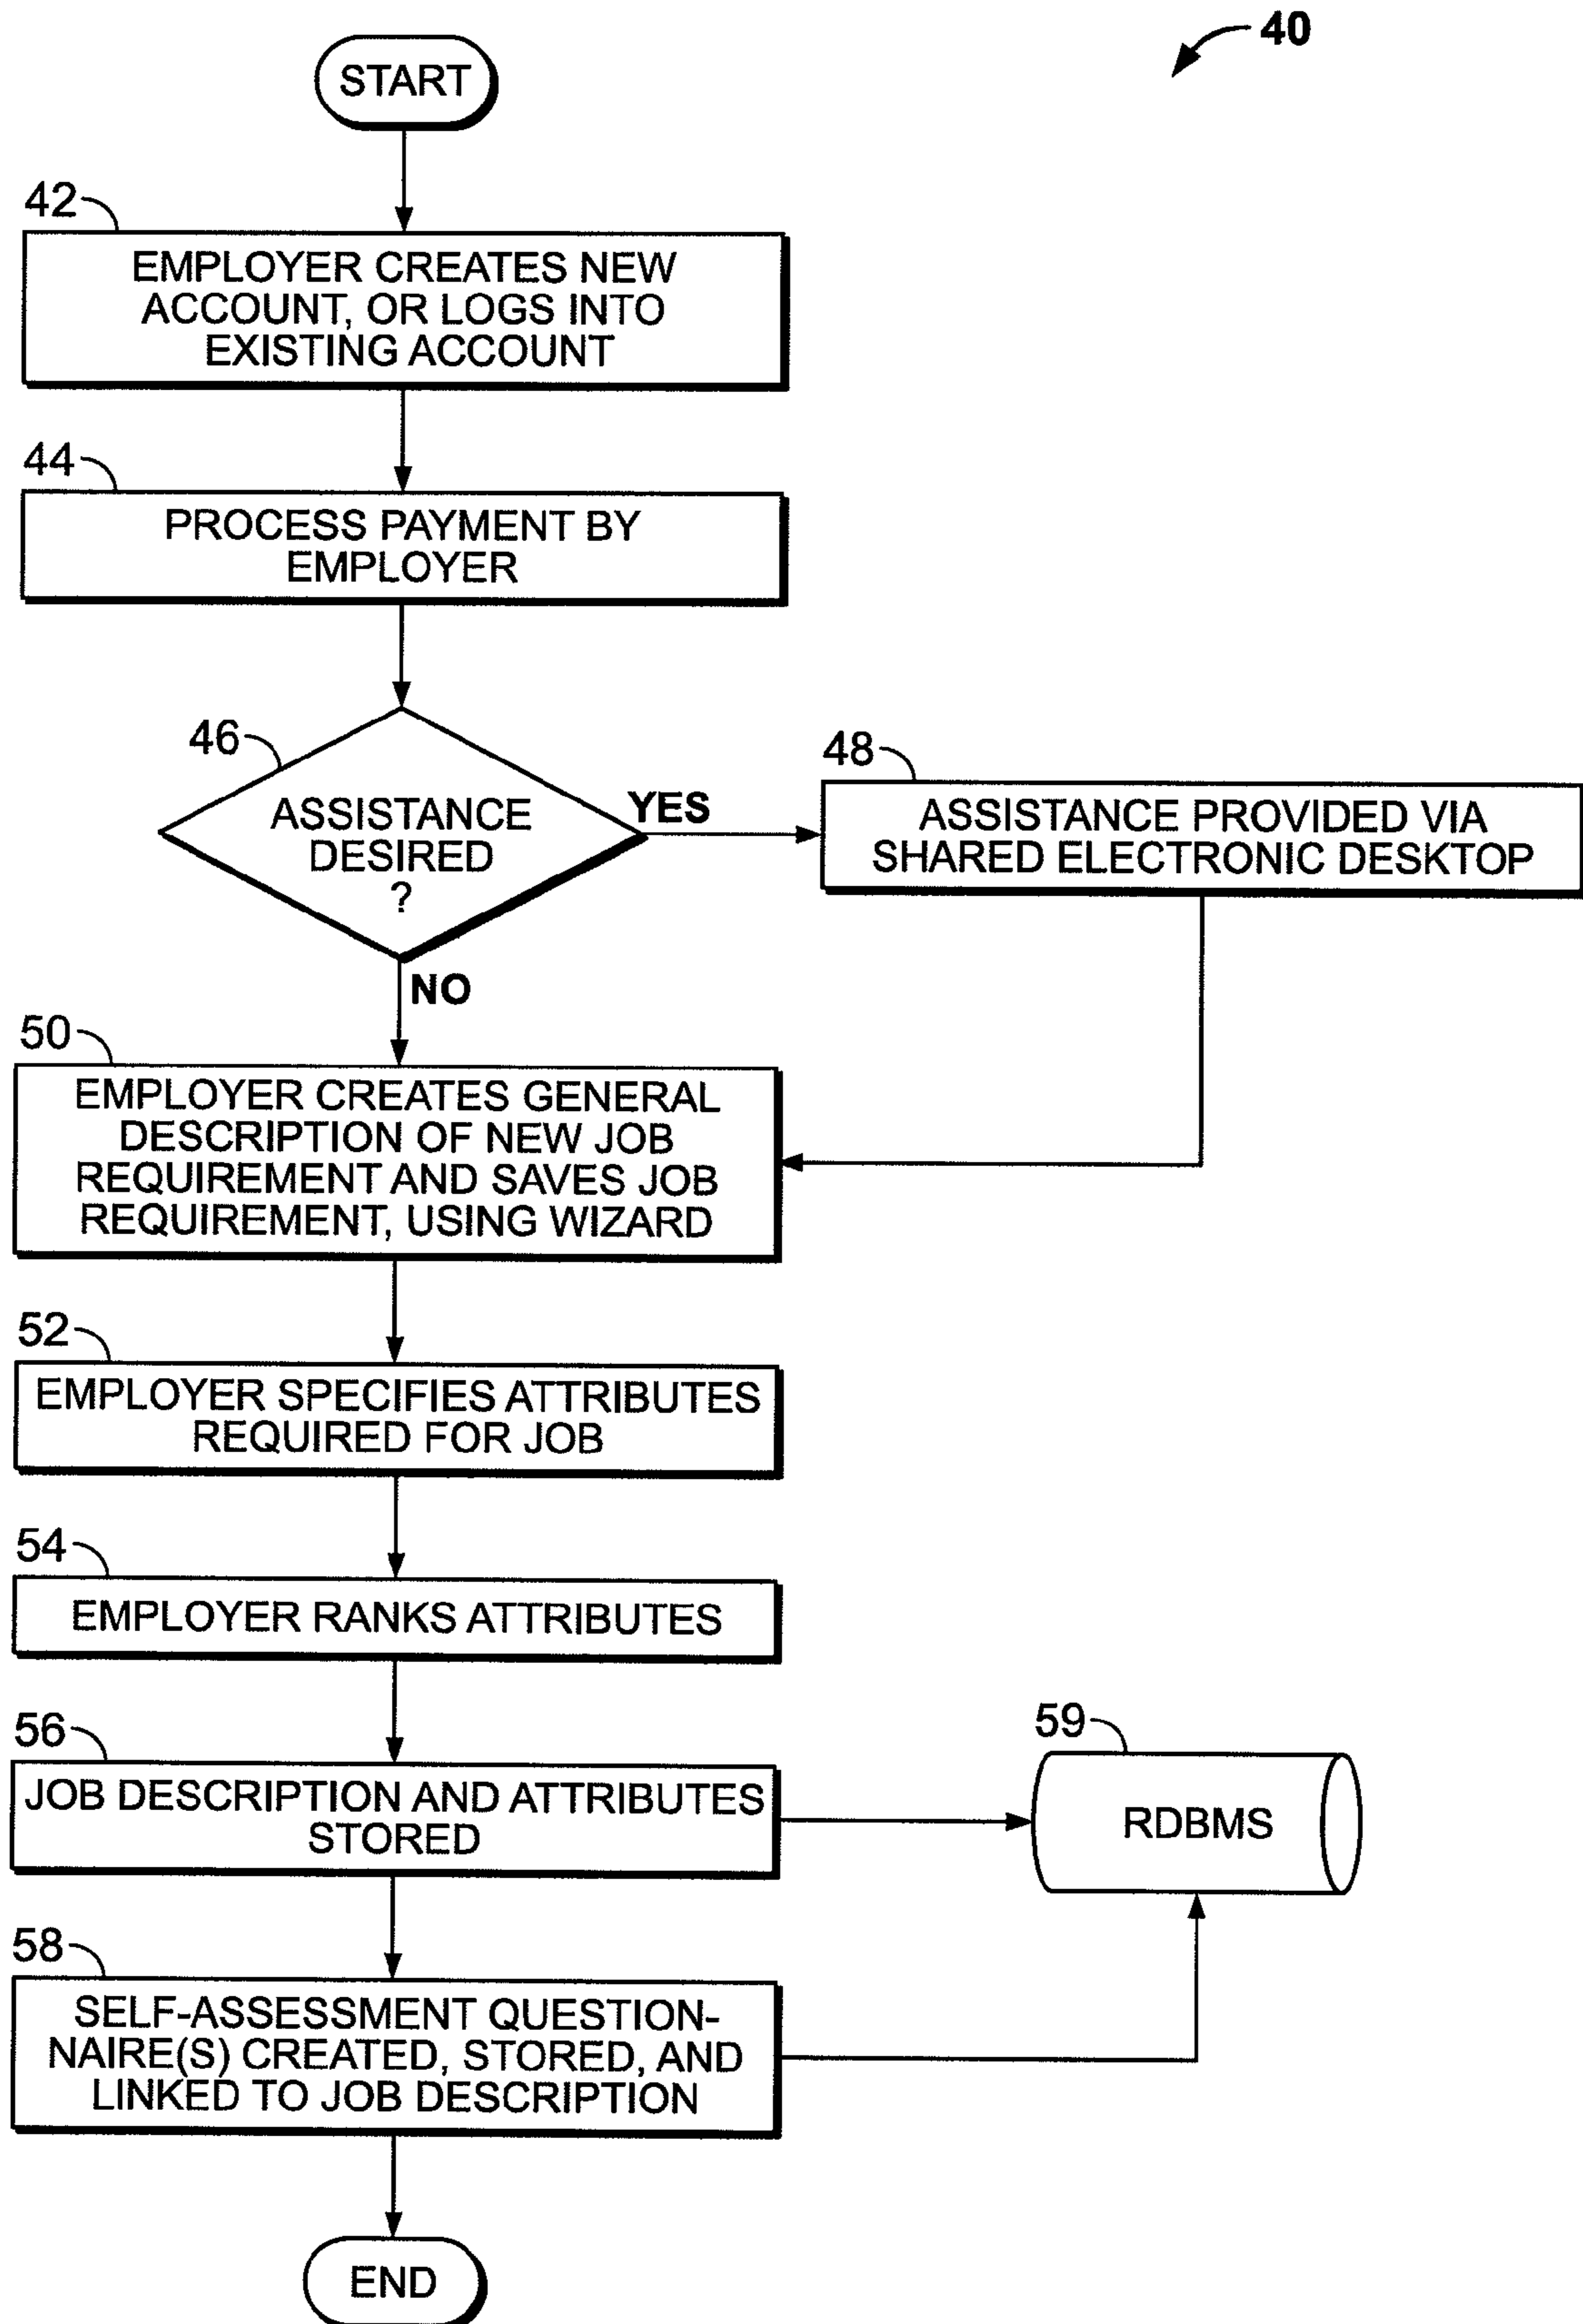 40
START
42
EMPLOYER CREATES NEW
ACCOUNT, OR LOGS INTO
EXISTING ACCOUNT
44
PROCESS PAYMENT BY
EMPLOYER
46
ASSISTANCE
DESIRED
?
YES
48
ASSISTANCE PROVIDED VIA
SHARED ELECTRONIC DESKTOP
NO
50
EMPLOYER CREATES GENERAL
DESCRIPTION OF NEW JOB
REQUIREMENT AND SAVES JOB
REQUIREMENT, USING WIZARD
52
EMPLOYER SPECIFIES ATTRIBUTES
REQUIRED FOR JOB
54
EMPLOYER RANKS ATTRIBUTES
56
JOB DESCRIPTION AND ATTRIBUTES
STORED
59
RDBMS
58
SELF-ASSESSMENT QUESTION-
NAIRE(S) CREATED, STORED, AND
LINKED TO JOB DESCRIPTION
END